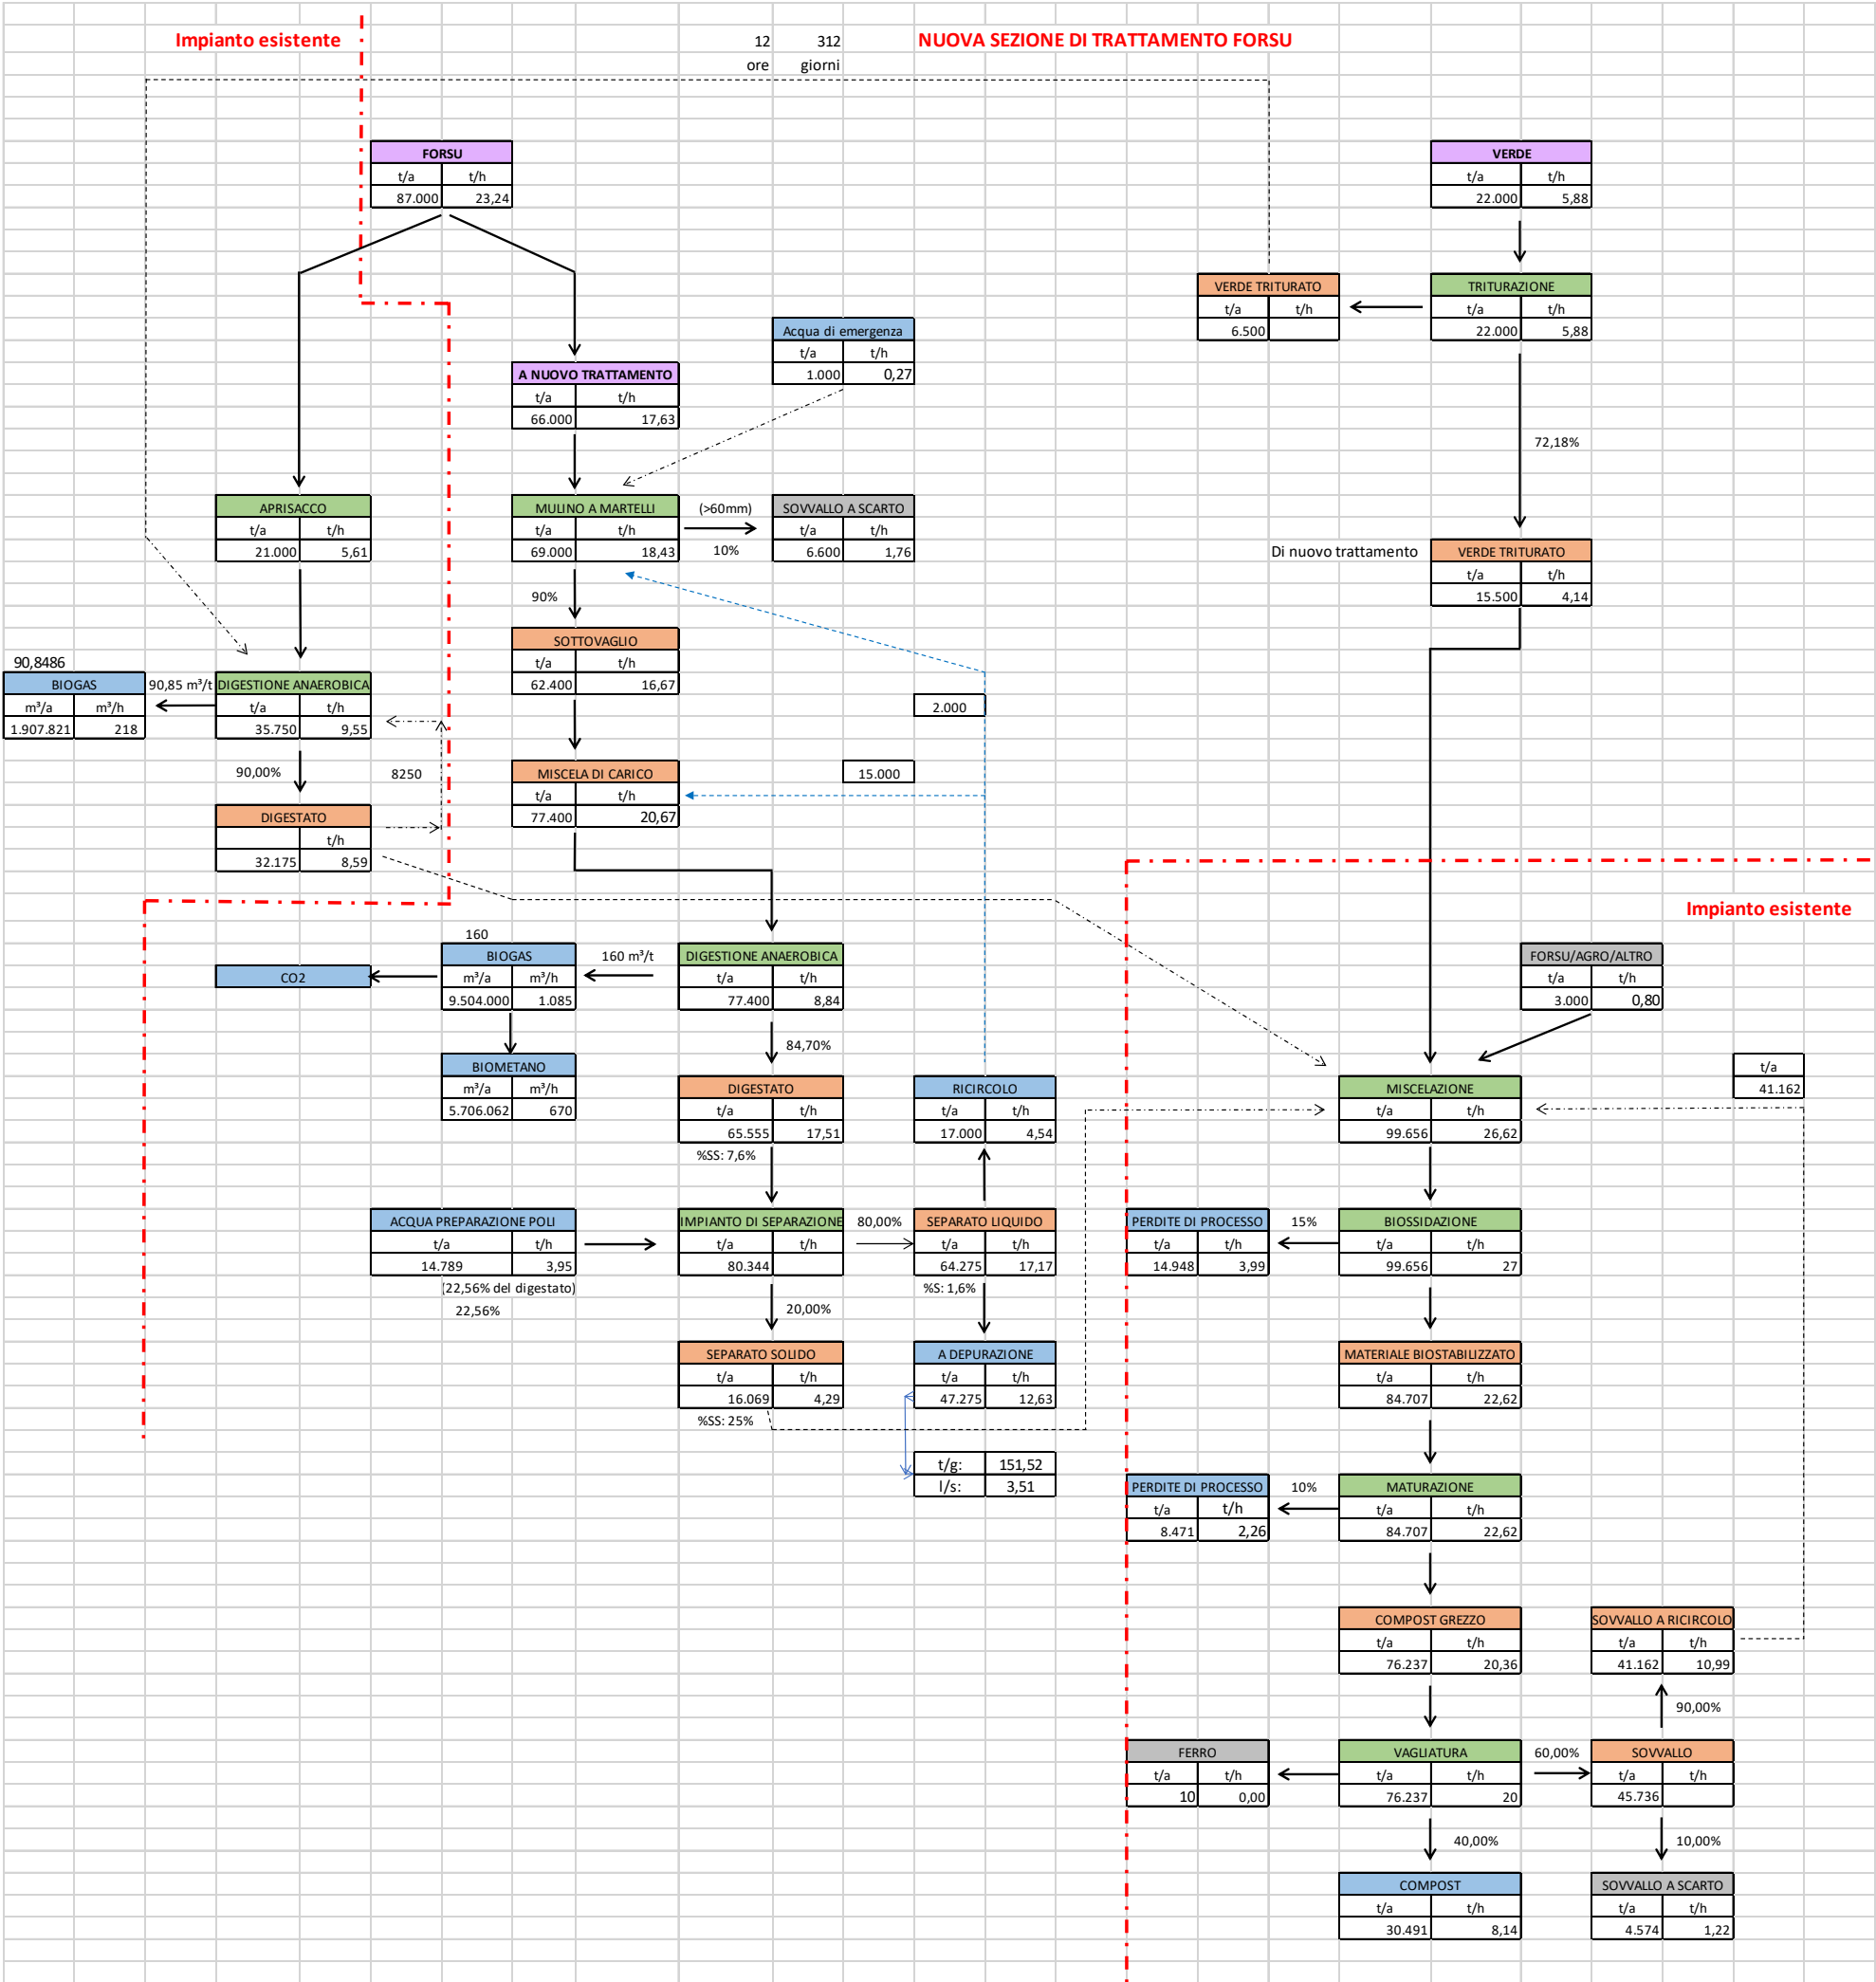 Impianto esistente
12 312
ore giorni
NUOVA SEZIONE DI TRATTAMENTO FORSU
FORSU
t/a t/h
87.000 23,24
VERDE
t/a t/h
22.000 5,88
VERDE TRITURATO
t/a t/h
6.500
TRITURAZIONE
t/a t/h
22.000 5,88
Acqua di emergenza
t/a t/h
1.000 0,27
A NUOVO TRATTAMENTO
t/a t/h
66.000 17,63
72,18%
APRISACCO
t/a t/h
21.000 5,61
MULINO A MARTELLI
t/a t/h
69.000 18,43
(>60mm)
10%
SOVVALLO A SCARTO
t/a t/h
6.600 1,76
Di nuovo trattamento
VERDE TRITURATO
t/a t/h
15.500 4,14
90%
SOTTOVAGLIO
t/a t/h
62.400 16,67
90,8486
BIOGAS
m³/a m³/h
1.907.821 218
90,85 m³/t
DIGESTIONE ANAEROBICA
t/a t/h
35.750 9,55
2.000
90,00%
8250
MISCELA DI CARICO
t/a t/h
77.400 20,67
15.000
DIGESTATO
t/h
32.175 8,59
Impianto esistente
160
BIOGAS
m³/a m³/h
9.504.000 1.085
160 m³/t
DIGESTIONE ANAEROBICA
t/a t/h
77.400 8,84
CO2
FORSU/AGRO/ALTRO
t/a t/h
3.000 0,80
84,70%
BIOMETANO
m³/a m³/h
5.706.062 670
DIGESTATO
t/a t/h
65.555 17,51
%SS: 7,6%
RICIRCOLO
t/a t/h
17.000 4,54
MISCELAZIONE
t/a t/h
99.656 26,62
t/a
41.162
ACQUA PREPARAZIONE POLI
t/a t/h
14.789 3,95
(22,56% del digestato)
22,56%
IMPIANTO DI SEPARAZIONE
t/a t/h
80.344
80,00%
SEPARATO LIQUIDO
t/a t/h
64.275 17,17
%S: 1,6%
PERDITE DI PROCESSO
t/a t/h
14.948 3,99
15%
BIOSSIDAZIONE
t/a t/h
99.656 27
20,00%
SEPARATO SOLIDO
t/a t/h
16.069 4,29
%SS: 25%
A DEPURAZIONE
t/a t/h
47.275 12,63
MATERIALE BIOSTABILIZZATO
t/a t/h
84.707 22,62
t/g: 151,52
l/s: 3,51
PERDITE DI PROCESSO
t/a t/h
8.471 2,26
10%
MATURAZIONE
t/a t/h
84.707 22,62
COMPOST GREZZO
t/a t/h
76.237 20,36
SOVVALLO A RICIRCOLO
t/a t/h
41.162 10,99
90,00%
FERRO
t/a t/h
10 0,00
VAGLIATURA
t/a t/h
76.237 20
60,00%
SOVVALLO
t/a t/h
45.736
40,00%
10,00%
COMPOST
t/a t/h
30.491 8,14
SOVVALLO A SCARTO
t/a t/h
4.574 1,22